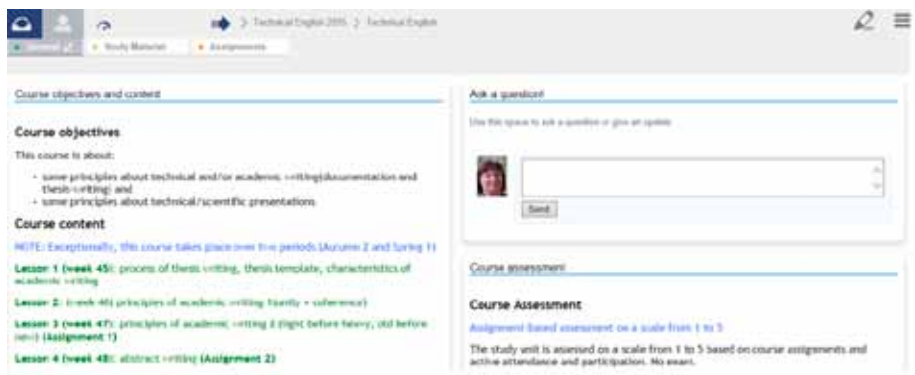 Technical English 2015 Technical English
General
Study Material
Assignments
Course objectives and content
Course objectives
This course is about:
some principles about technical and/or academic writing(documentation and
thesis writing) and
some principles about technical/scientific presentations
Course content
NOTE: Exceptionally, this course takes place over two periods (Autumn 2 and Spring 1)
Lesson 1 (week 45): process of thesis writing, thesis template, characteristics of
academic writing
Lesson 2: (week 46) principles of academic writing 1(unity + coherence)
Lesson 3 (week 47): principles of academic writing 2 (light before heavy, old before
new) (Assignment 1)
Lesson 4 (week 48): abstract writing (Assignment 2)
Ask a question!
Use this space to ask a question or give an update
Send
Course assessment
Course Assessment
Assignment based assessment on a scale from 1 to 5
The study unit is assessed on a scale from 1 to 5 based on course assignments and
active attendance and participation. No exam.